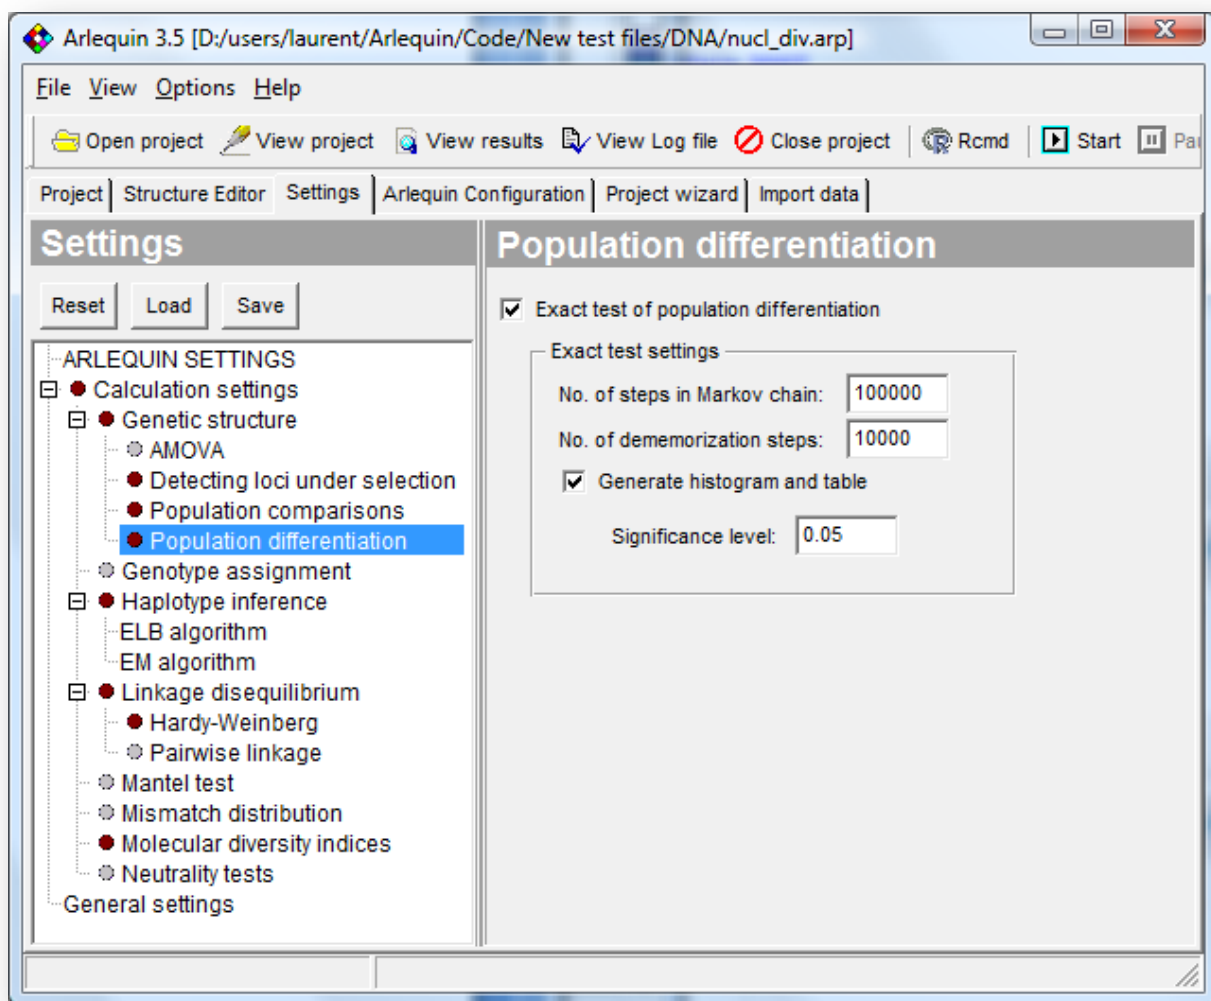 Arlequin 3.5 [D:/users/laurent/Arlequin/Code/New test files/DNA/nucl_div.arp]
File View Options Help
Open project View project View results View Log file Close project Rcmd Start Pau
Project Structure Editor Settings Arlequin Configuration Project wizard Import data
Settings
Reset Load Save
ARLEQUIN SETTINGS
Calculation settings
Genetic structure
AMOVA
Detecting loci under selection
Population comparisons
Population differentiation
Genotype assignment
Haplotype inference
ELB algorithm
EM algorithm
Linkage disequilibrium
Hardy-Weinberg
Pairwise linkage
Mantel test
Mismatch distribution
Molecular diversity indices
Neutrality tests
General settings
Population differentiation
Exact test of population differentiation
Exact test settings
No. of steps in Markov chain: 100000
No. of dememorization steps: 10000
Generate histogram and table
Significance level: 0.05